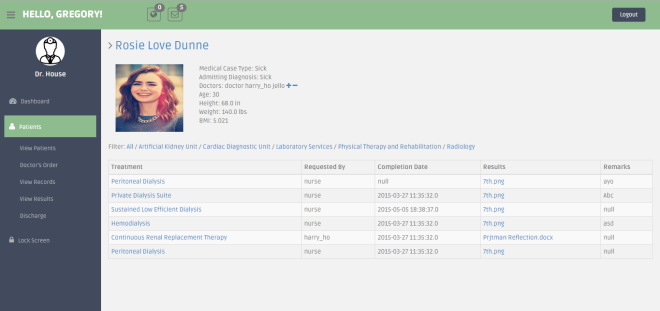 HELLO, GREGORY!
0
5
Logout
Dr. House
Dashboard
Patients
View Patients
Doctor's Order
View Records
View Results
Discharge
Lock Screen
Rosie Love Dunne
Medical Case Type: Sick
Admitting Diagnosis: Sick
Doctors: doctor harry_ho jello
Age: 30
Height: 68.0 in
Weight: 140.0 lbs
BMI: 5.021
Filter: All / Artificial Kidney Unit / Cardiac Diagnostic Unit / Laboratory Services / Physical Therapy and Rehabilitation / Radiology
Treatment Requested By Completion Date Results Remarks
Peritoneal Dialysis nurse null 7th.png ayo
Private Dialysis Suite nurse 2015-03-27 11:35:32.0 7th.png Abc
Sustained Low Efficient Dialysis nurse 2015-05-05 18:38:37.0 7th.png null
Hemodialysis nurse 2015-03-27 11:35:32.0 7th.png asd
Continuous Renal Replacement Therapy harry_ho 2015-03-27 11:35:32.0 Prjtman Reflection.docx null
Peritoneal Dialysis nurse 2015-03-27 11:35:32.0 7th.png null